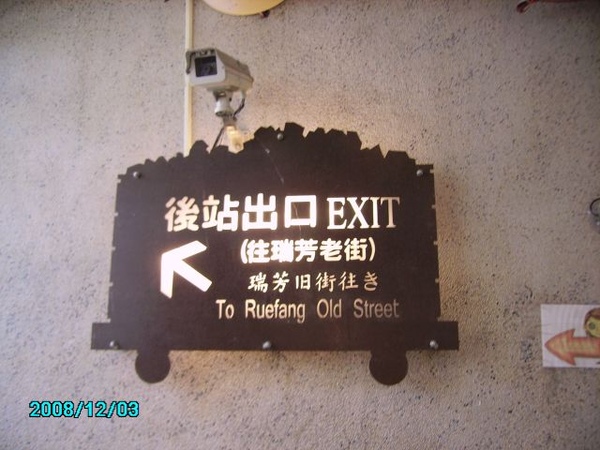 後站出口 EXIT
(往瑞芳老街)
瑞芳旧街往き
To Ruefang Old Street
2008/12/03